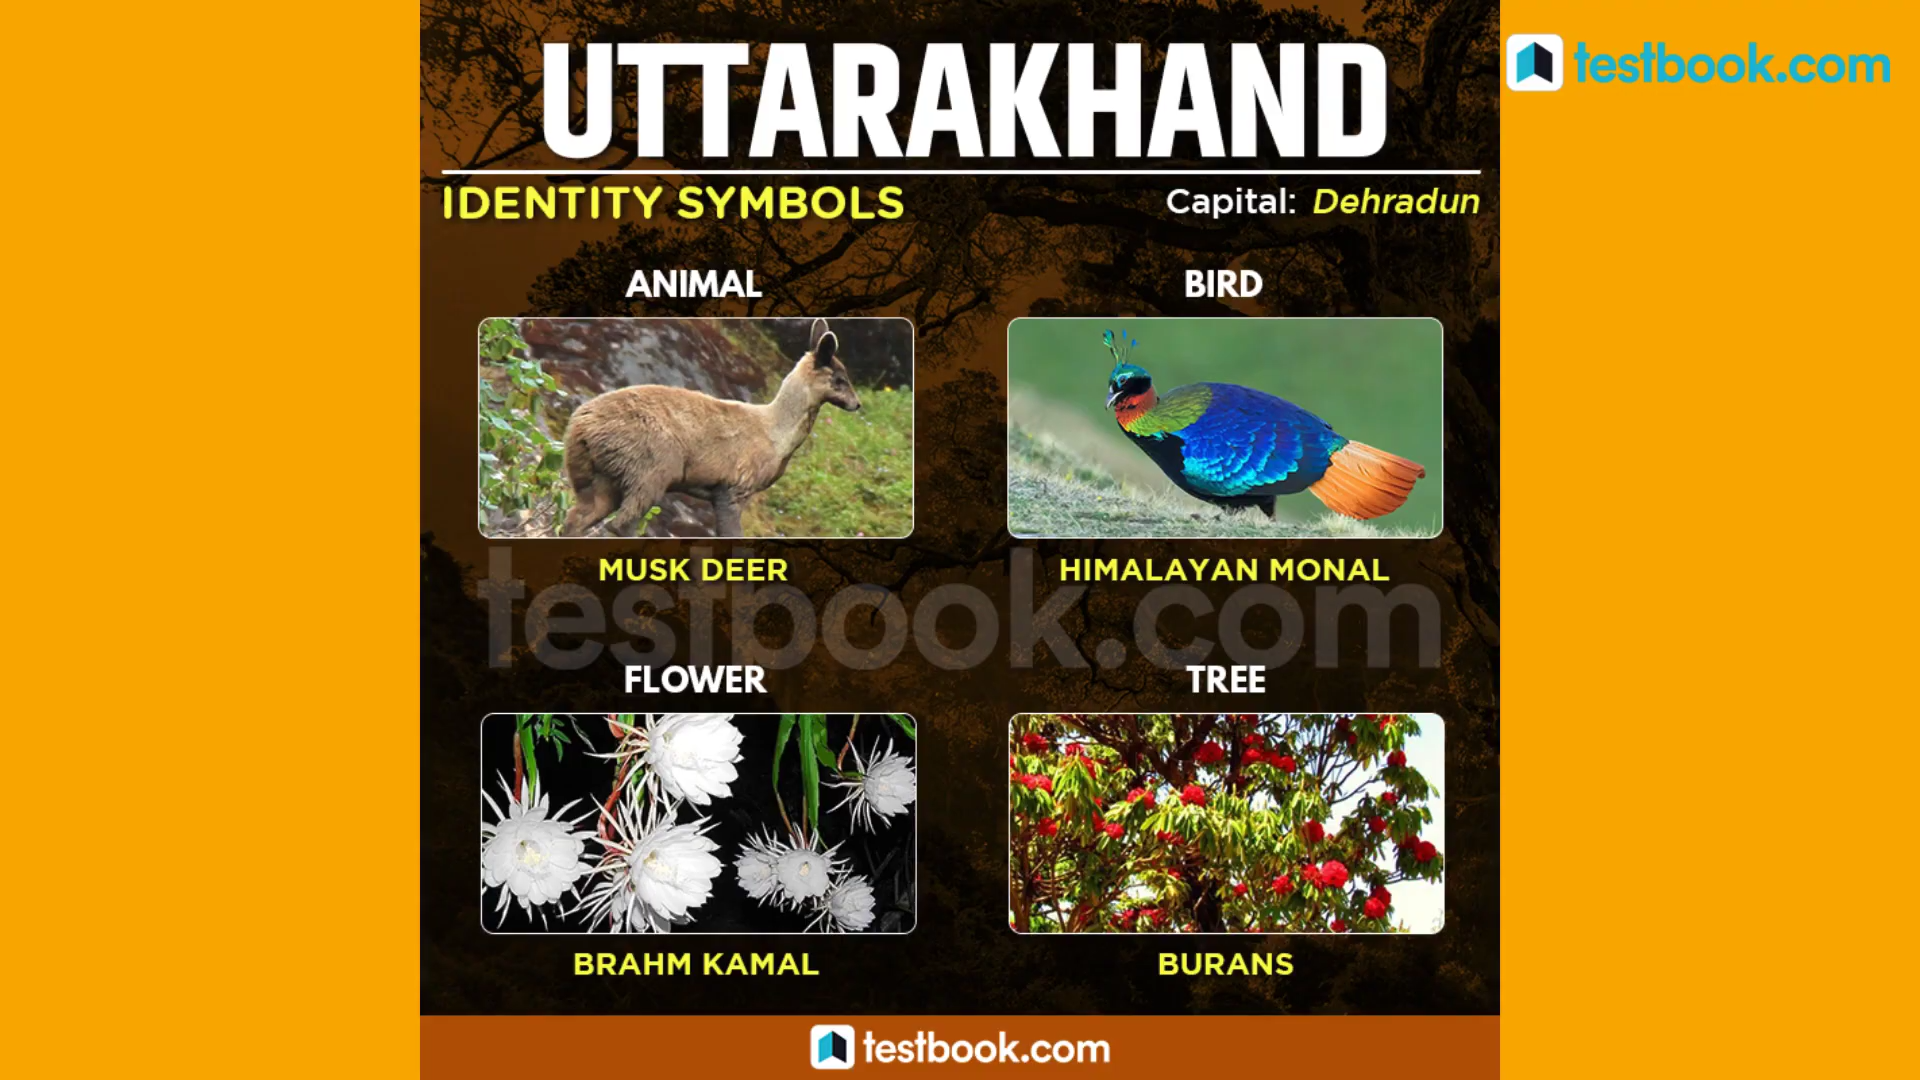 UTTARAKHAND
testbook.com
IDENTITY SYMBOLS
Capital: Dehradun
ANIMAL
BIRD
MUSK DEER
HIMALAYAN MONAL
testbook.com
FLOWER
TREE
BRAHM KAMAL
BURANS
testbook.com